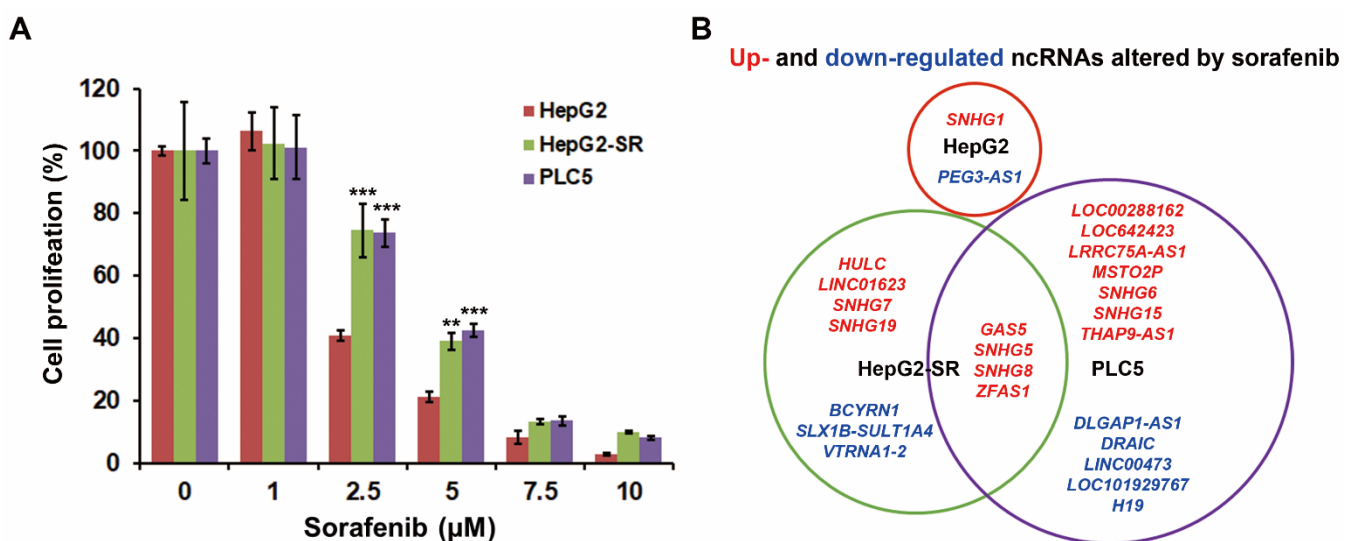 A
Cell prolifeation (%)
120
100
80
60
40
20
0
HepG2
HepG2-SR
PLC5
*** ***
** ***
0 1 2.5 5 7.5 10
Sorafenib (µM)
B
Up- and down-regulated ncRNAs altered by sorafenib
SNHG1
HepG2
PEG3-AS1
HULC
LINC01623
SNHG7
SNHG19
HepG2-SR
BCYRN1
SLX1B-SULT1A4
VTRNA1-2
GAS5
SNHG5
SNHG8
ZFAS1
LOC00288162
LOC642423
LRRC75A-AS1
MSTO2P
SNHG6
SNHG15
THAP9-AS1
PLC5
DLGAP1-AS1
DRAIC
LINC00473
LOC101929767
H19